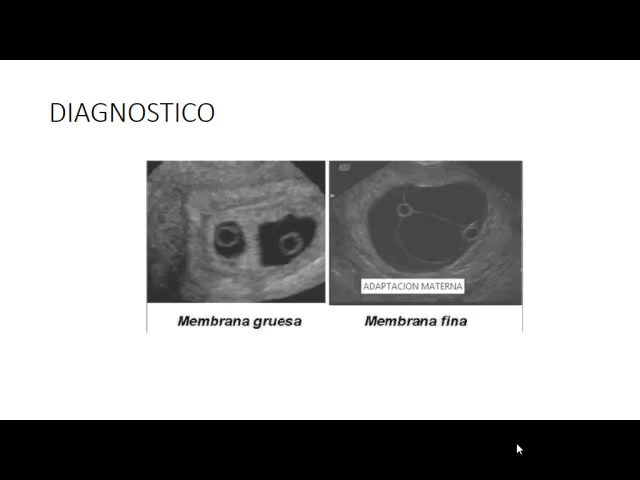 DIAGNOSTICO
ADAPTACION MATERNA
Membrana gruesa
Membrana fina